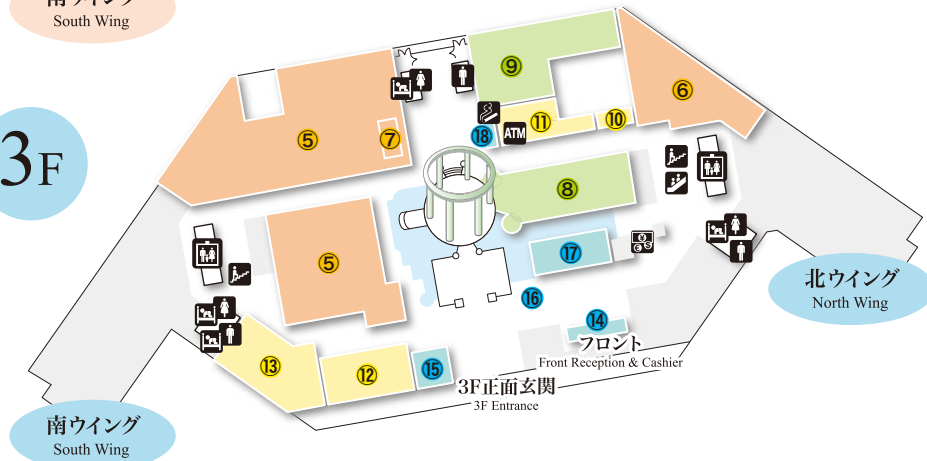 南ウイング
South Wing
3F
⑨
⑥
⑤
⑦
⑱
ATM
⑪
⑩
⑧
⑤
⑰
⑯
北ウイング
North Wing
⑭
フロント
Front Reception & Cashier
⑬
⑫
⑮
3F正面玄関
3F Entrance
南ウイング
South Wing